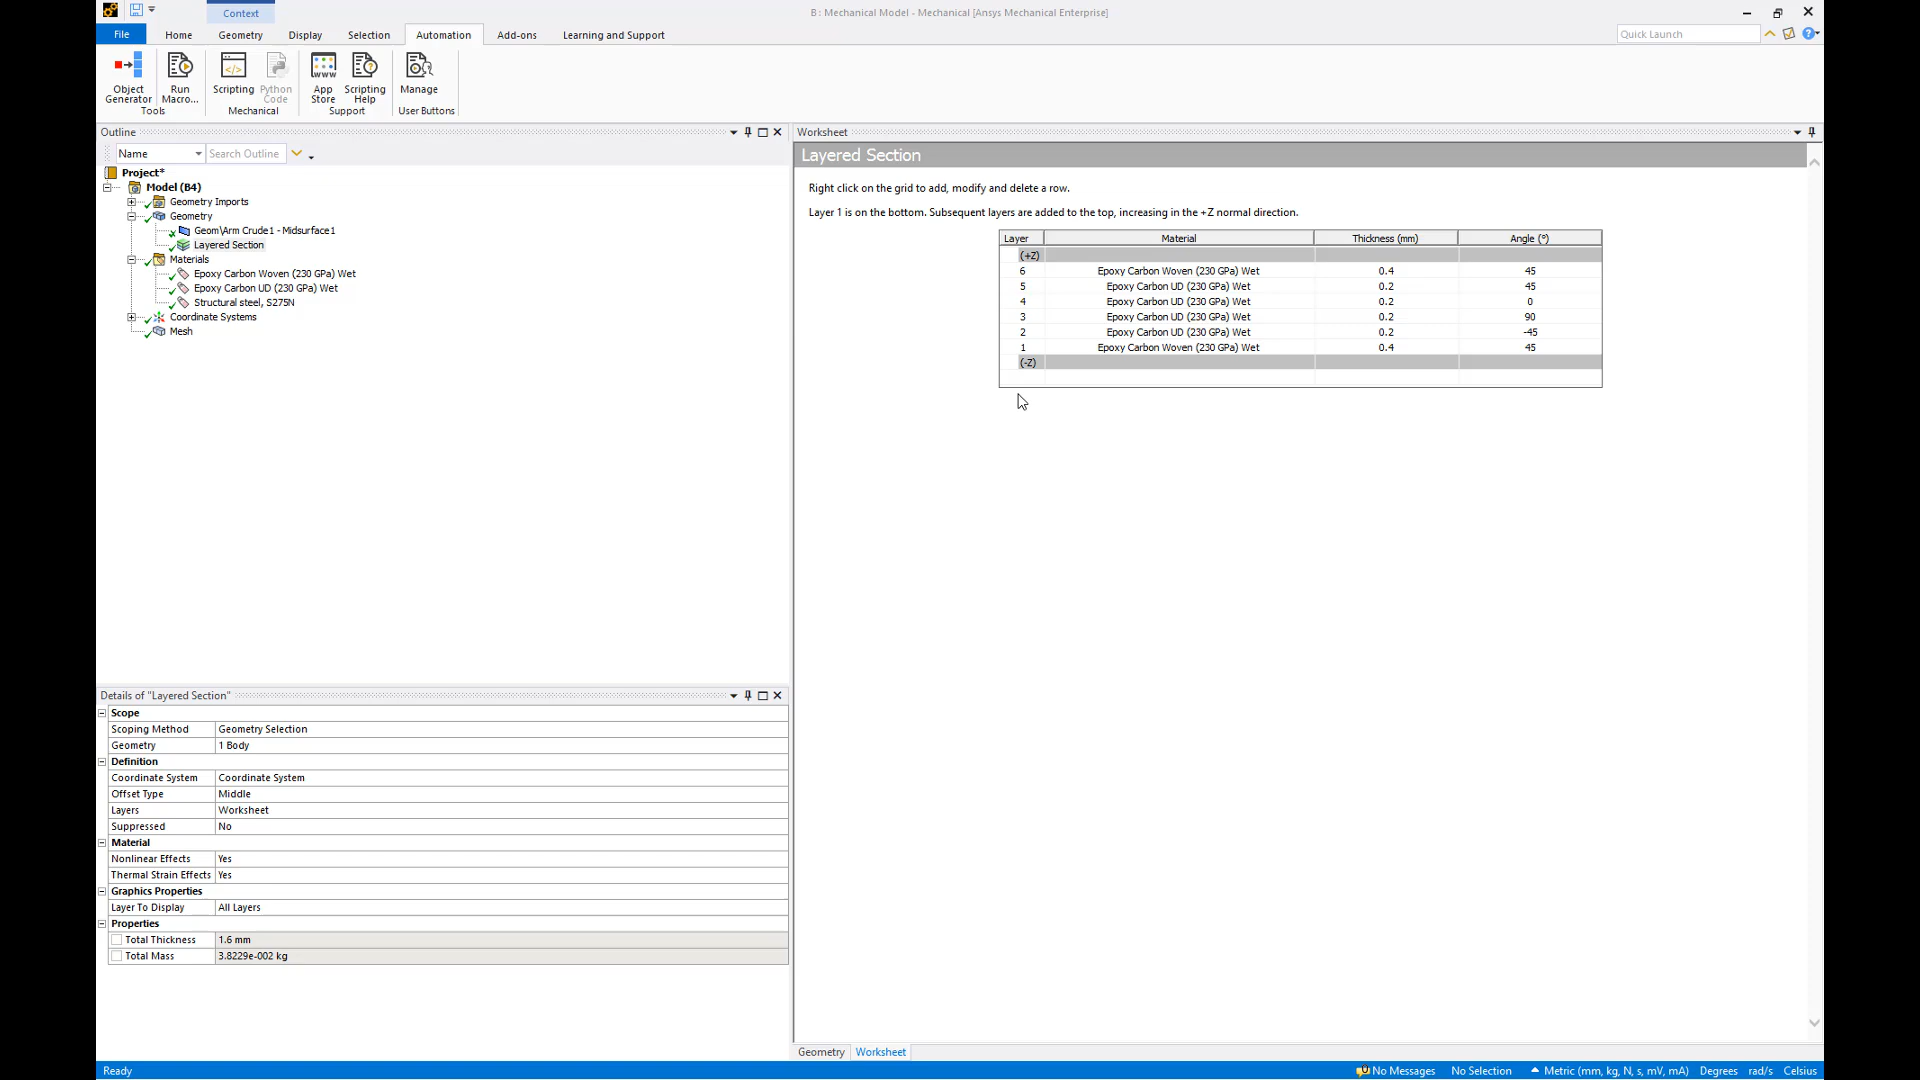 Context
B : Mechanical Model - Mechanical [Ansys Mechanical Enterprise]
File Home Geometry Display Selection Automation Add-ons Learning and Support
Quick Launch
Object Generator
Run Macro...
Scripting
Python Code
App Store
Scripting Help
Manage
Tools Mechanical Support User Buttons
Outline
Name Search Outline
Project*
Model (B4)
Geometry Imports
Geometry
Geom\Arm Crude1 - Midsurface1
Layered Section
Materials
Epoxy Carbon Woven (230 GPa) Wet
Epoxy Carbon UD (230 GPa) Wet
Structural steel, S275N
Coordinate Systems
Mesh
Details of "Layered Section"
Scope
Scoping Method Geometry Selection
Geometry 1 Body
Definition
Coordinate System Coordinate System
Offset Type Middle
Layers Worksheet
Suppressed No
Material
Nonlinear Effects Yes
Thermal Strain Effects Yes
Graphics Properties
Layer To Display All Layers
Properties
Total Thickness 1.6 mm
Total Mass 3.8229e-002 kg
Worksheet
Layered Section
Right click on the grid to add, modify and delete a row.
Layer 1 is on the bottom. Subsequent layers are added to the top, increasing in the +Z normal direction.
Layer Material Thickness (mm) Angle (°)
(+Z)
6 Epoxy Carbon Woven (230 GPa) Wet 0.4 45
5 Epoxy Carbon UD (230 GPa) Wet 0.2 45
4 Epoxy Carbon UD (230 GPa) Wet 0.2 0
3 Epoxy Carbon UD (230 GPa) Wet 0.2 90
2 Epoxy Carbon UD (230 GPa) Wet 0.2 -45
1 Epoxy Carbon Woven (230 GPa) Wet 0.4 45
(-Z)
Geometry Worksheet
Ready No Messages No Selection Metric (mm, kg, N, s, mV, mA) Degrees rad/s Celsius